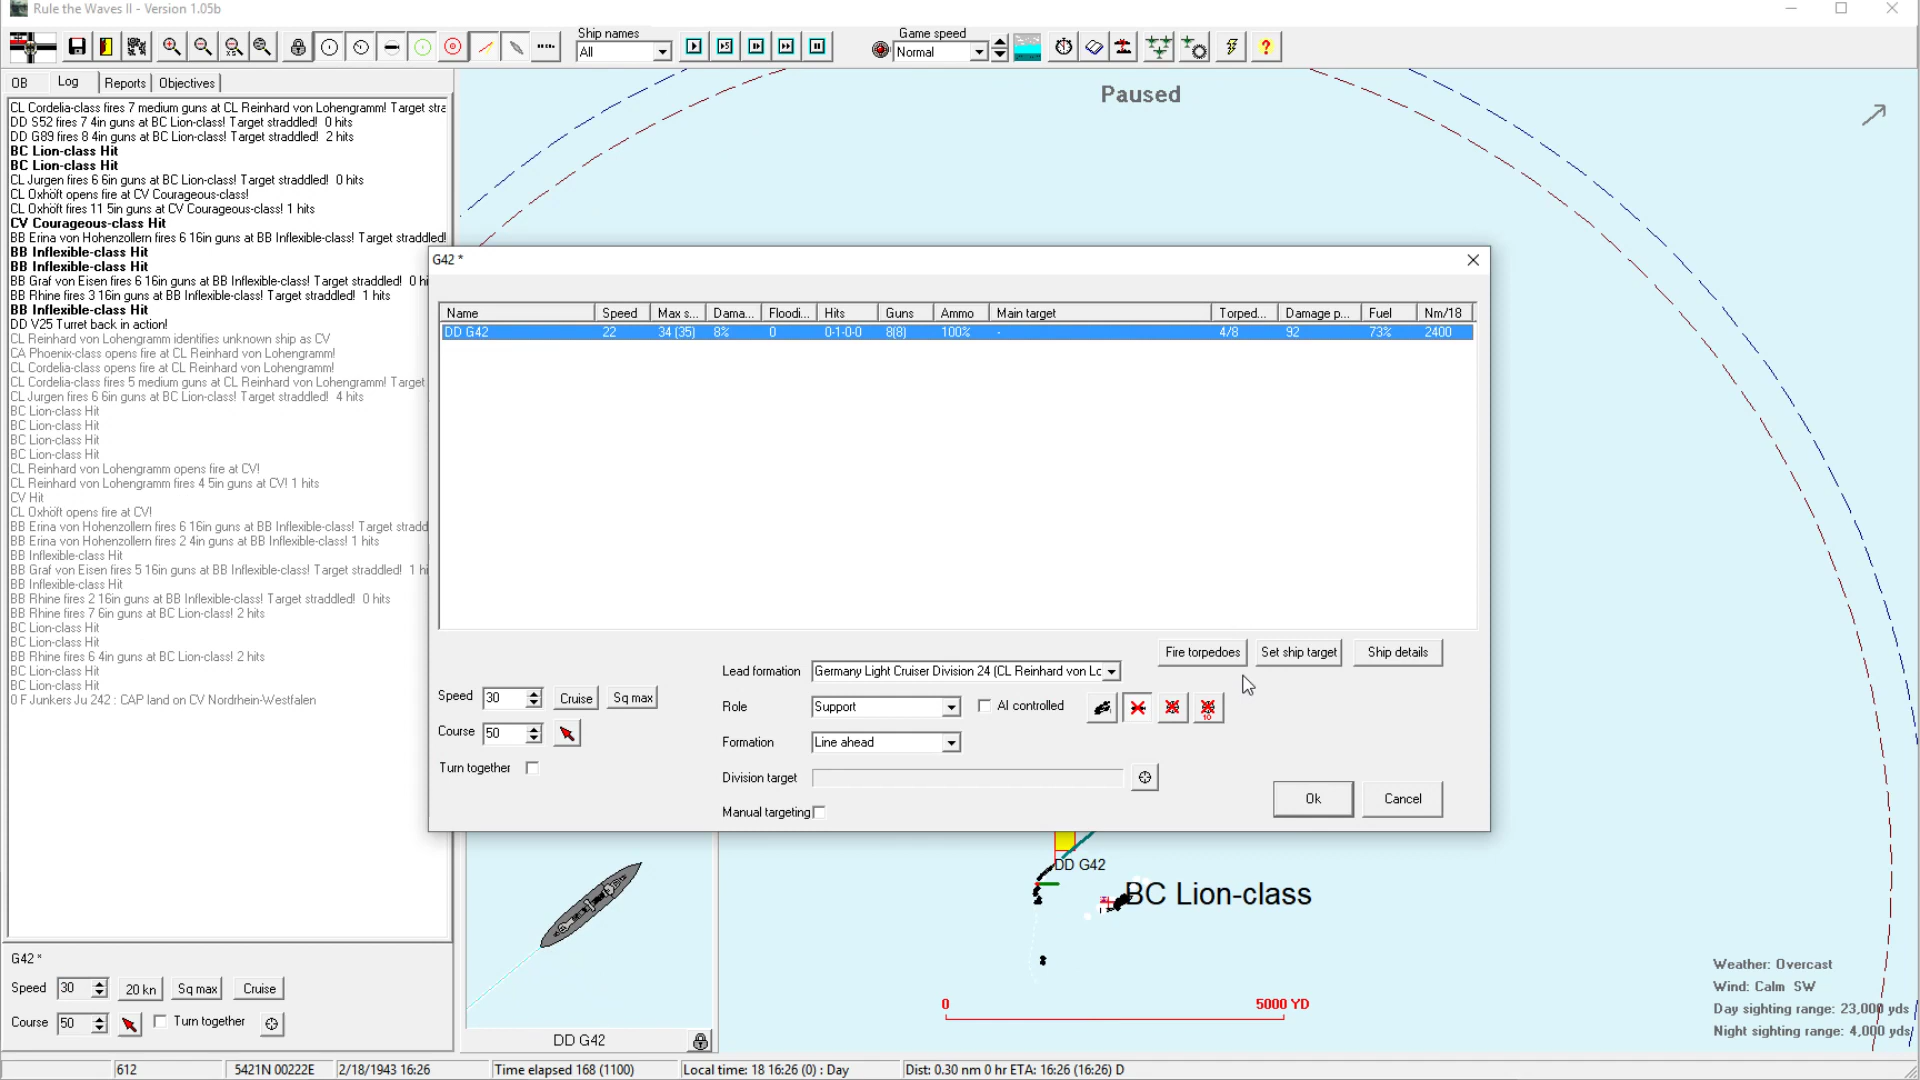 Rule the Waves II - Version 1.05b
Ship names
All
Game speed
Normal
OB Log Reports Objectives
CL Cordelia-class fires 7 medium guns at CL Reinhard von Lohengramm! Target stra
DD S52 fires 7 4in guns at BC Lion-class! Target straddled! 0 hits
DD G89 fires 8 4in guns at BC Lion-class! Target straddled! 2 hits
BC Lion-class Hit
BC Lion-class Hit
CL Jurgen fires 6 6in guns at BC Lion-class! Target straddled! 0 hits
CL Oxhöft opens fire at CV Courageous-class!
CL Oxhöft fires 11 5in guns at CV Courageous-class! 1 hits
CV Courageous-class Hit
BB Erina von Hohenzollern fires 6 16in guns at BB Inflexible-class! Target straddled!
BB Inflexible-class Hit
BB Inflexible-class Hit
BB Graf von Eisen fires 6 16in guns at BB Inflexible-class! Target straddled! 0 hi
BB Rhine fires 3 16in guns at BB Inflexible-class! Target straddled! 1 hits
BB Inflexible-class Hit
DD V25 Turret back in action!
CL Reinhard von Lohengramm identifies unknown ship as CV
CA Phoenix-class opens fire at CL Reinhard von Lohengramm!
CL Cordelia-class opens fire at CL Reinhard von Lohengramm!
CL Cordelia-class fires 5 medium guns at CL Reinhard von Lohengramm! Target
CL Jurgen fires 6 6in guns at BC Lion-class! Target straddled! 4 hits
BC Lion-class Hit
BC Lion-class Hit
BC Lion-class Hit
BC Lion-class Hit
CL Reinhard von Lohengramm opens fire at CV!
CL Reinhard von Lohengramm fires 4 5in guns at CV! 1 hits
CV Hit
CL Oxhöft opens fire at CV!
BB Erina von Hohenzollern fires 6 16in guns at BB Inflexible-class! Target stradd
BB Erina von Hohenzollern fires 2 4in guns at BB Inflexible-class! 1 hits
BB Inflexible-class Hit
BB Graf von Eisen fires 5 16in guns at BB Inflexible-class! Target straddled! 1 hi
BB Inflexible-class Hit
BB Rhine fires 2 16in guns at BB Inflexible-class! Target straddled! 0 hits
BB Rhine fires 7 6in guns at BC Lion-class! 2 hits
BC Lion-class Hit
BC Lion-class Hit
BB Rhine fires 6 4in guns at BC Lion-class! 2 hits
BC Lion-class Hit
BC Lion-class Hit
0 F Junkers Ju 242 : CAP land on CV Nordrhein-Westfalen
Paused
G42 *
Name Speed Max s... Dama... Floodi... Hits Guns Ammo Main target Torped... Damage p... Fuel Nm/18
DD G42 22 34 (35) 8% 0 0-1-0-0 8(8) 100% - 4/8 92 73% 2400
Fire torpedoes Set ship target Ship details
Lead formation Germany Light Cruiser Division 24 (CL Reinhard von Lo
Speed 30 Cruise Sq max
Role Support AI controlled
10
Course 50
Formation Line ahead
Turn together
Division target
Manual targeting
Ok Cancel
DD G42
BC Lion-class
0 5000 YD
Weather: Overcast
Wind: Calm SW
Day sighting range: 23,000 yds
Night sighting range: 4,000 yds
G42 *
Speed 30 20 kn Sq max Cruise
Course 50 Turn together
DD G42
612 5421N 00222E 2/18/1943 16:26 Time elapsed 168 (1100) Local time: 18 16:26 (0) : Day Dist: 0.30 nm 0 hr ETA: 16:26 (16:26) D